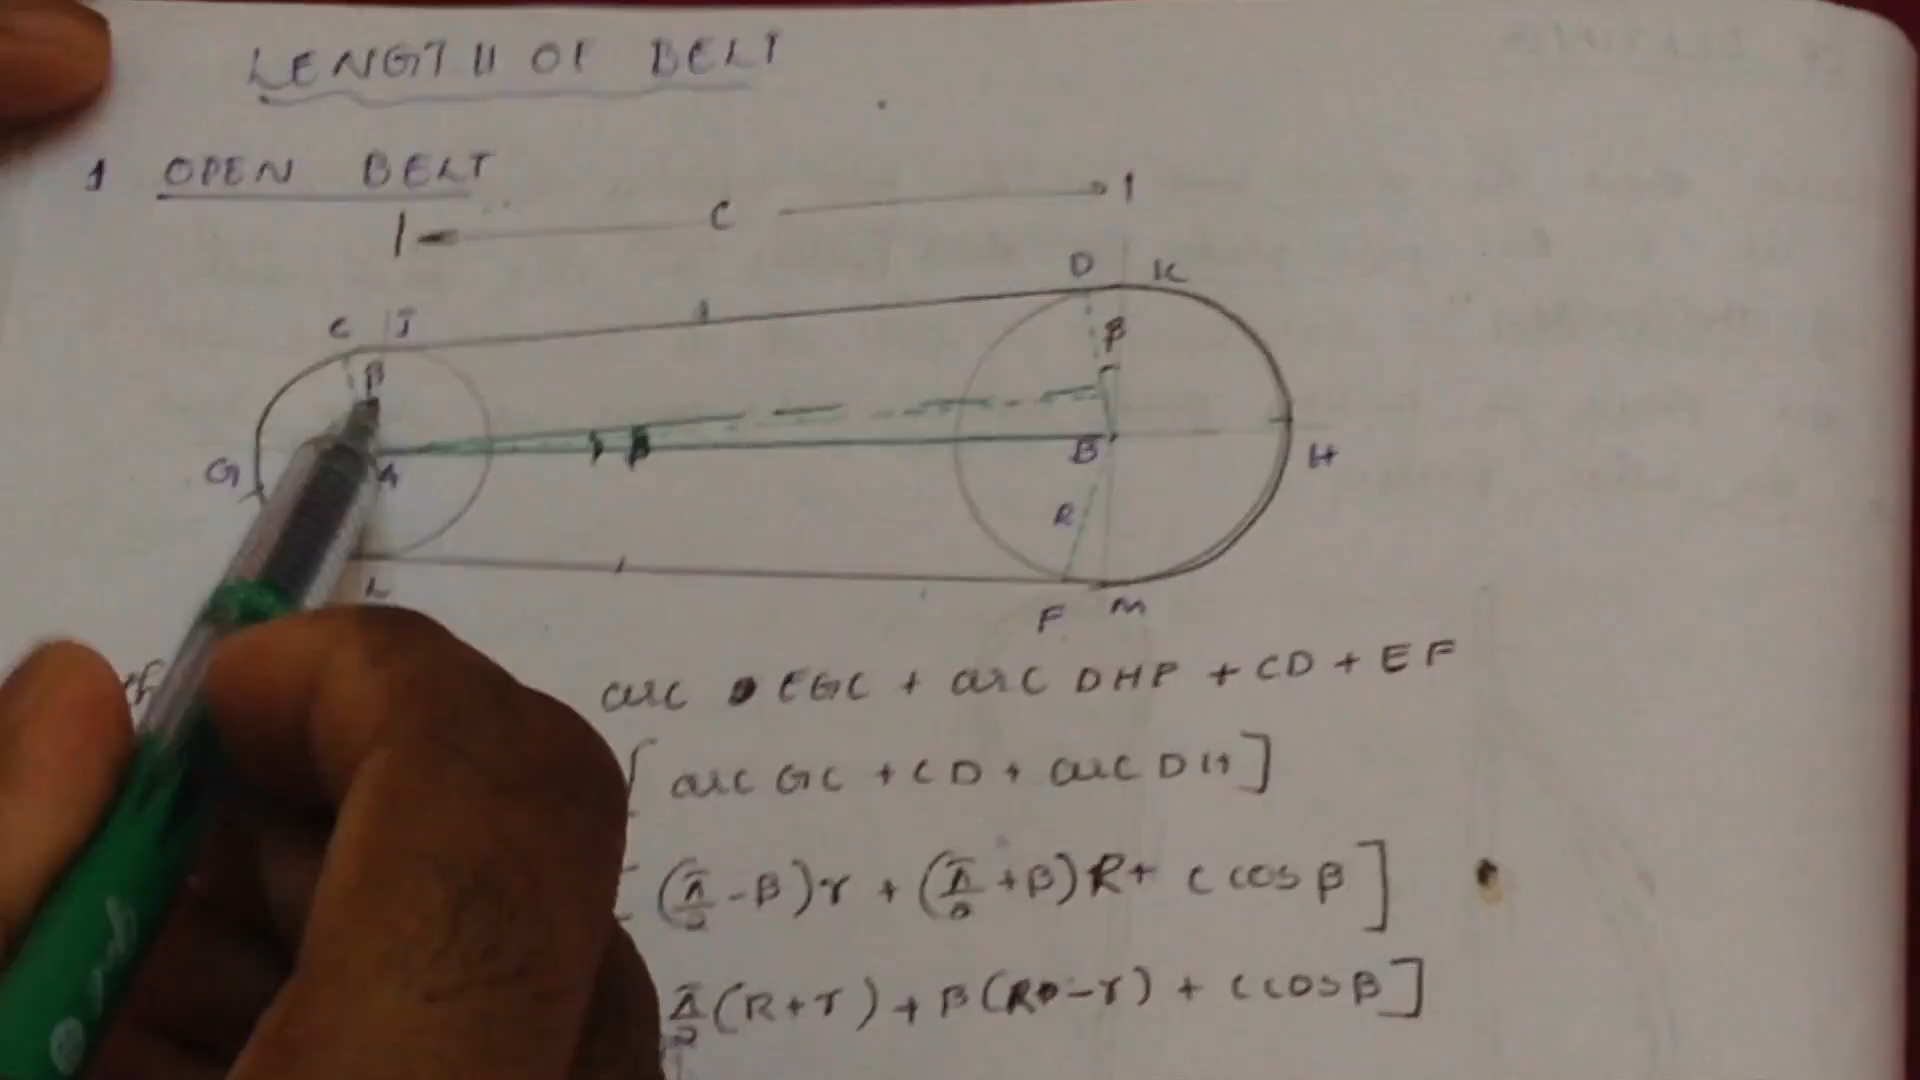 LENGTH OF BELT
1 OPEN BELT
C
D K
C J
β
β
G A β B H
R
L
F M
arc EGC + arc DHF + CD + EF
[ arc GC + CD + arc DH ]
[ (π/2 - β) r + (π/2 + β) R + C cos β ]
π/2 (R + r) + β (R - r) + C cos β ]